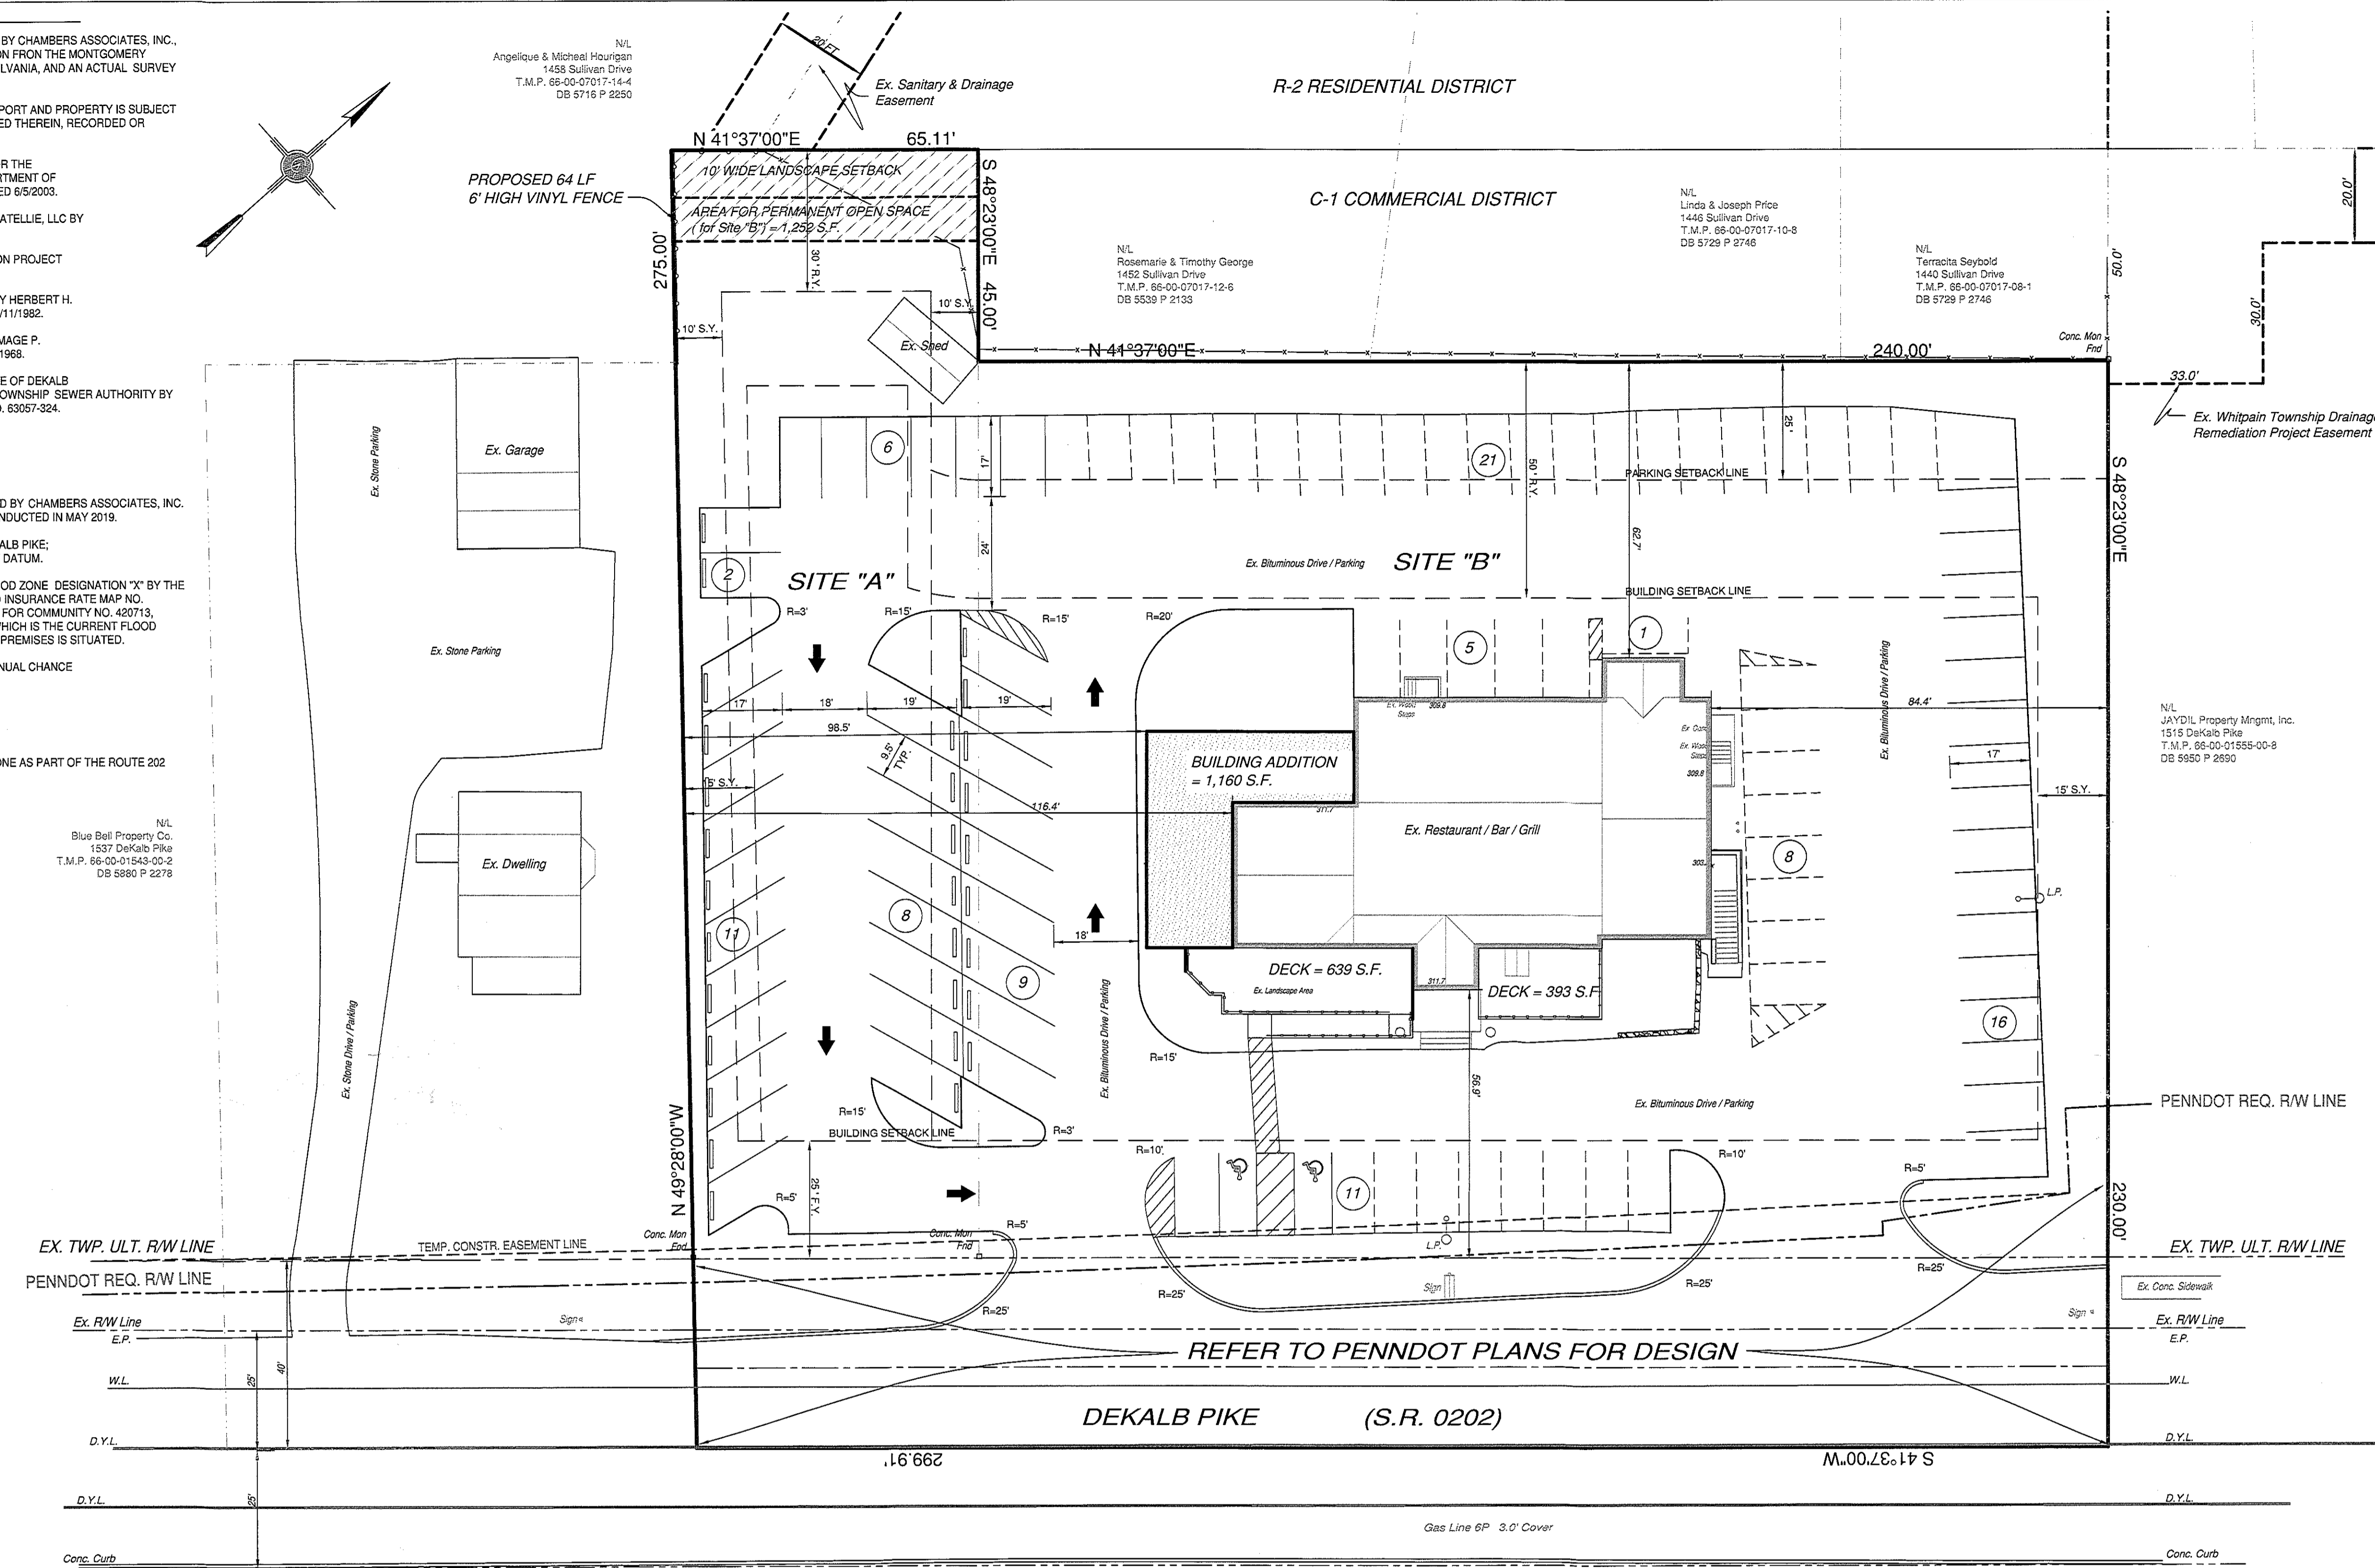 BY CHAMBERS ASSOCIATES, INC.,
ON FRON THE MONTGOMERY
LVANIA, AND AN ACTUAL SURVEY
PORT AND PROPERTY IS SUBJECT
ED THEREIN, RECORDED OR
R THE
RTMENT OF
ED 6/5/2003.
ATELLIE, LLC BY
ON PROJECT
Y HERBERT H.
/11/1982.
MAGE P.
1968.
E OF DEKALB
OWNSHIP SEWER AUTHORITY BY
O. 63057-324.
D BY CHAMBERS ASSOCIATES, INC.
NDUCTED IN MAY 2019.
ALB PIKE;
DATUM.
OD ZONE DESIGNATION "X" BY THE
INSURANCE RATE MAP NO.
FOR COMMUNITY NO. 420713,
WHICH IS THE CURRENT FLOOD
PREMISES IS SITUATED.
NUAL CHANCE
ONE AS PART OF THE ROUTE 202
N/L
Angelique & Micheal Hourigan
1458 Sullivan Drive
T.M.P. 66-00-07017-14-4
DB 5716 P 2250
20' FT
Ex. Sanitary & Drainage
Easement
R-2 RESIDENTIAL DISTRICT
N 41°37'00"E 65.11'
PROPOSED 64 LF
6' HIGH VINYL FENCE
10' WIDE LANDSCAPE SETBACK
AREA FOR PERMANENT OPEN SPACE
( for Site "B") = 1,252 S.F.
S 48°23'00"E 45.00'
275.00'
30 ' R.Y.
10' S.Y.
10' S.Y.
Ex. Shed
C-1 COMMERCIAL DISTRICT
N/L
Rosemarie & Timothy George
1452 Sullivan Drive
T.M.P. 66-00-07017-12-6
DB 5539 P 2133
N/L
Linda & Joseph Price
1446 Sullivan Drive
T.M.P. 66-00-07017-10-8
DB 5729 P 2746
N/L
Terracita Seybold
1440 Sullivan Drive
T.M.P. 66-00-07017-08-1
DB 5729 P 2746
50.0'
20.0'
30.0'
Conc. Mon
Fnd
N 41°37'00"E
240.00'
33.0'
Ex. Whitpain Township Drainage
Remediation Project Easement
Ex. Stone Parking
Ex. Garage
6
17'
21
50 ' R.Y.
25 '
PARKING SETBACK LINE
S 48°23'00"E
62.7'
24'
Ex. Bituminous Drive / Parking
SITE "B"
SITE "A"
2
BUILDING SETBACK LINE
R=3'
R=15'
R=15'
R=20'
5
1
Ex. Stone Parking
Ex. Bituminous Drive / Parking
17'
18'
19'
19'
Ex. Wood
Steps
309.8
84.4'
N/L
JAYDIL Property Mngmt, Inc.
1515 DeKalb Pike
T.M.P. 66-00-01555-00-8
DB 5950 P 2690
98.5'
9.5'
TYP.
BUILDING ADDITION
= 1,160 S.F.
309.8
17'
15' S.Y.
5' S.Y.
116.4'
311.7
Ex. Restaurant / Bar / Grill
N/L
Blue Bell Property Co.
1537 DeKalb Pike
T.M.P. 66-00-01543-00-2
DB 5880 P 2278
Ex. Dwelling
8
L.P.
11
8
18'
9
DECK = 639 S.F.
Ex. Landscape Area
311.7
DECK = 393 S.F
16
Ex. Stone Drive / Parking
Ex. Bituminous Drive / Parking
R=15'
56.9'
Ex. Bituminous Drive / Parking
PENNDOT REQ. R/W LINE
N 49°28'00"W
R=15'
BUILDING SETBACK LINE
R=3'
R=10'
R=10'
R=5'
25 ' F.Y.
R=5'
11
230.00'
R=5'
Conc. Mon
Fnd
Conc. Mon
Fnd
L.P.
EX. TWP. ULT. R/W LINE
TEMP. CONSTR. EASEMENT LINE
EX. TWP. ULT. R/W LINE
PENNDOT REQ. R/W LINE
R=25'
R=25'
R=25'
R=25'
Sign
Ex. Conc. Sidewalk
Ex. R/W Line
E.P.
Sign
Sign
Ex. R/W Line
E.P.
REFER TO PENNDOT PLANS FOR DESIGN
25'
40'
W.L.
W.L.
DEKALB PIKE (S.R. 0202)
D.Y.L.
D.Y.L.
299.91'
S 41°37'00"W
25'
D.Y.L.
D.Y.L.
Gas Line 6P 3.0' Cover
Conc. Curb
Conc. Curb